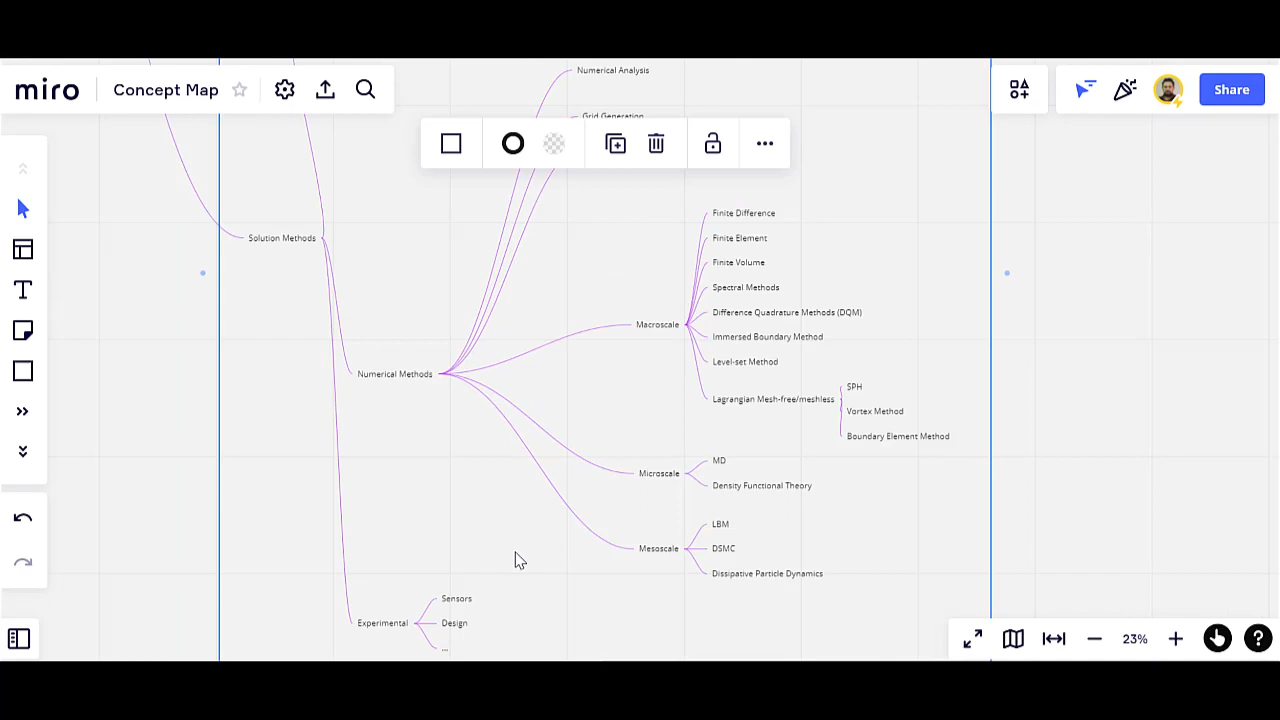 miro
Concept Map
Share
Numerical Analysis
Grid Generation
Solution Methods
Finite Difference
Finite Element
Finite Volume
Spectral Methods
Difference Quadrature Methods (DQM)
Macroscale
Immersed Boundary Method
Level-set Method
Numerical Methods
Lagrangian Mesh-free/meshless
SPH
Vortex Method
Boundary Element Method
MD
Microscale
Density Functional Theory
LBM
Mesoscale
DSMC
Dissipative Particle Dynamics
Sensors
Experimental
Design
...
23%